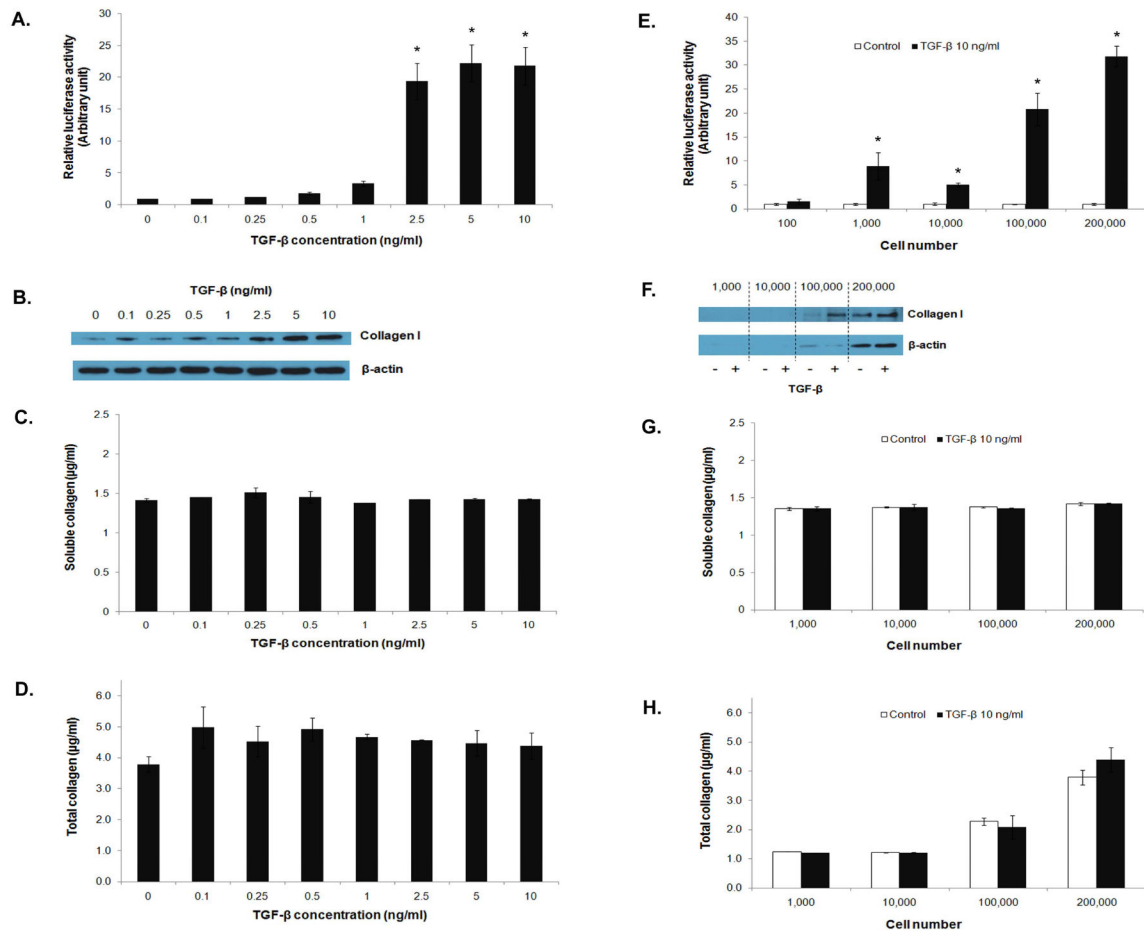 A.
Relative luciferase activity
(Arbitrary unit)
30
25
20
15
10
5
0
* * *
0 0.1 0.25 0.5 1 2.5 5 10
TGF-β concentration (ng/ml)
B.
TGF-β (ng/ml)
0 0.1 0.25 0.5 1 2.5 5 10
Collagen I
β-actin
C.
Soluble collagen (µg/ml)
2.5
2
1.5
1
0.5
0
0 0.1 0.25 0.5 1 2.5 5 10
TGF-β concentration (ng/ml)
D.
Total collagen (µg/ml)
6.0
5.0
4.0
3.0
2.0
1.0
0.0
0 0.1 0.25 0.5 1 2.5 5 10
TGF-β concentration (ng/ml)
E.
Relative luciferase activity
(Arbitrary unit)
Control TGF-β 10 ng/ml
40
35
30
25
20
15
10
5
0
* * * *
100 1,000 10,000 100,000 200,000
Cell number
F.
1,000 10,000 100,000 200,000
Collagen I
β-actin
- + - + - + - +
TGF-β
G.
Soluble collagen (µg/ml)
Control TGF-β 10 ng/ml
2.5
2
1.5
1
0.5
0
1,000 10,000 100,000 200,000
Cell number
H.
Total collagen (µg/ml)
Control TGF-β 10 ng/ml
6.0
5.0
4.0
3.0
2.0
1.0
0.0
1,000 10,000 100,000 200,000
Cell number